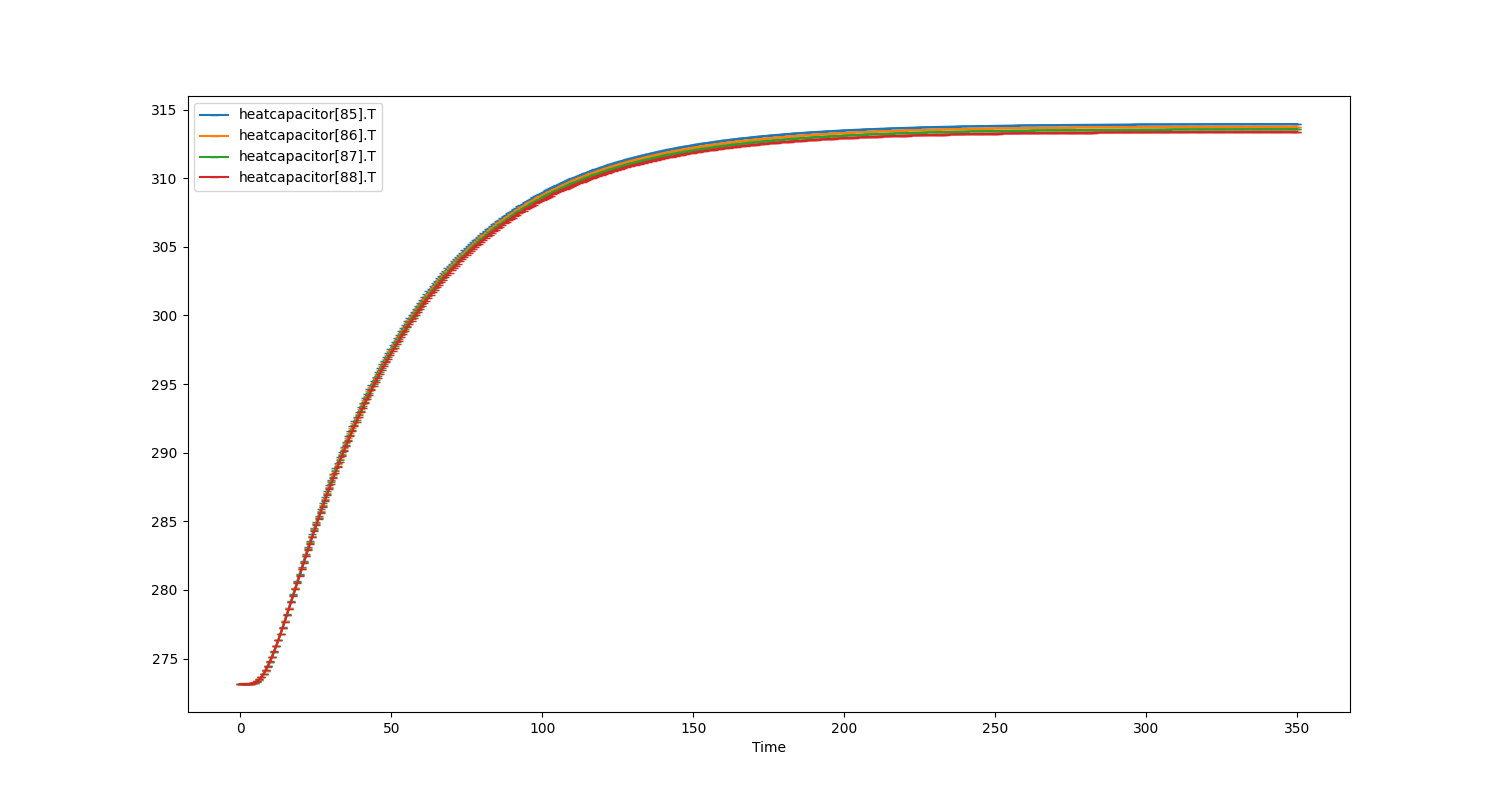 315
310
305
300
295
290
285
280
275
heatcapacitor[85].T
heatcapacitor[86].T
heatcapacitor[87].T
heatcapacitor[88].T
0 50 100 150 200 250 300 350
Time